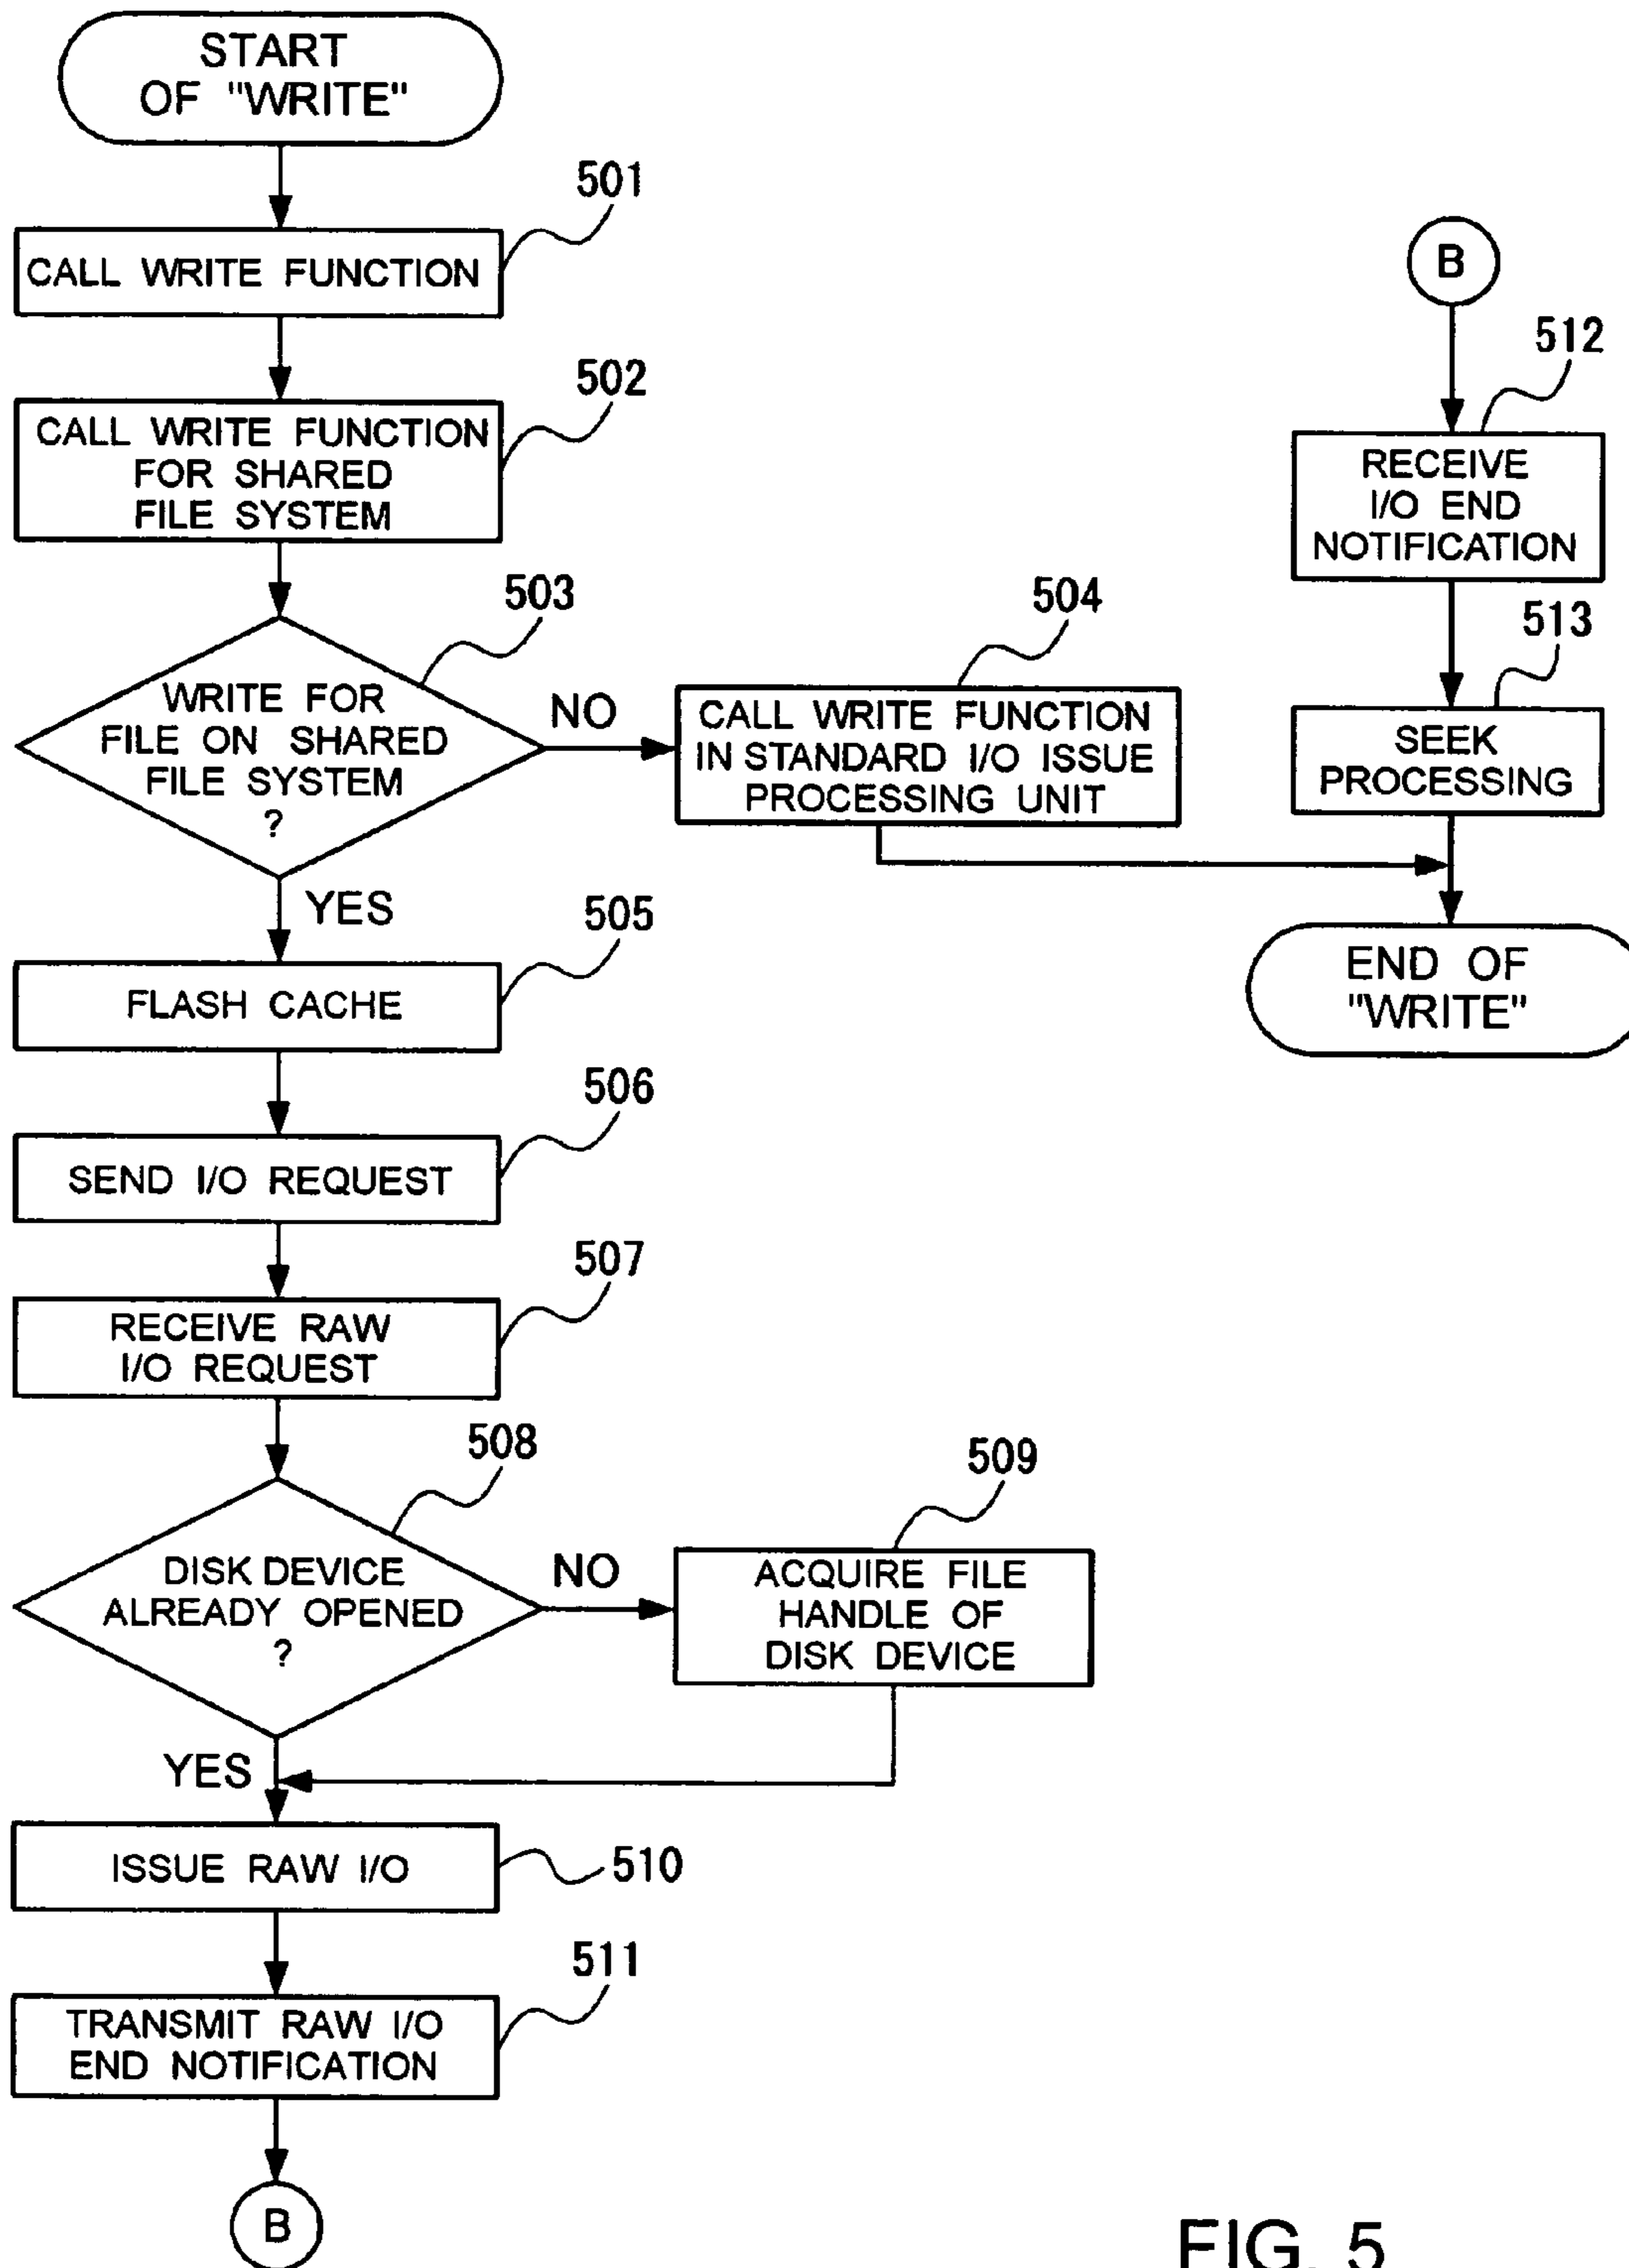 START
OF "WRITE"
501
CALL WRITE FUNCTION
502
CALL WRITE FUNCTION
FOR SHARED
FILE SYSTEM
503
WRITE FOR
FILE ON SHARED
FILE SYSTEM
?
NO
504
CALL WRITE FUNCTION
IN STANDARD I/O ISSUE
PROCESSING UNIT
YES
505
FLASH CACHE
506
SEND I/O REQUEST
507
RECEIVE RAW
I/O REQUEST
508
DISK DEVICE
ALREADY OPENED
?
NO
509
ACQUIRE FILE
HANDLE OF
DISK DEVICE
YES
ISSUE RAW I/O
510
511
TRANSMIT RAW I/O
END NOTIFICATION
B
B
512
RECEIVE
I/O END
NOTIFICATION
513
SEEK
PROCESSING
END OF
"WRITE"
FIG. 5